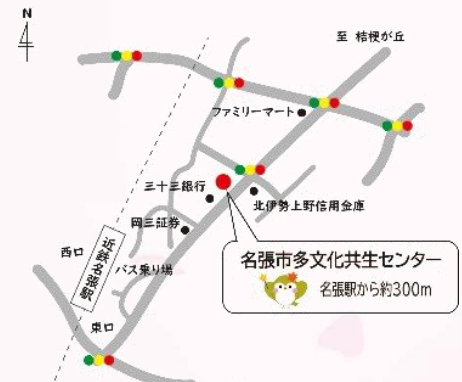 N
至 桔梗が丘
ファミリーマート
三十三銀行
北伊勢上野信用金庫
岡三証券
名張市多文化共生センター
名張駅から約300m
西口
近鉄名張駅
バス乗り場
東口